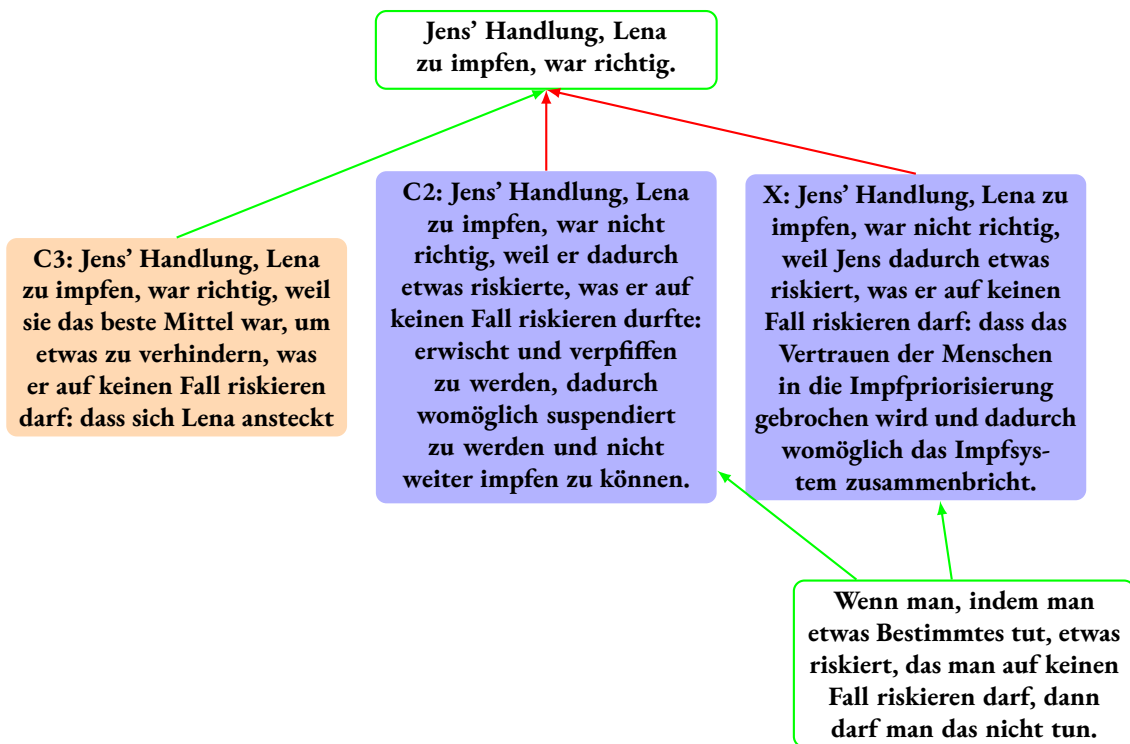 Jens’ Handlung, Lena
zu impfen, war richtig.
C3: Jens’ Handlung, Lena
zu impfen, war richtig, weil
sie das beste Mittel war, um
etwas zu verhindern, was
er auf keinen Fall riskieren
darf: dass sich Lena ansteckt
C2: Jens’ Handlung, Lena
zu impfen, war nicht
richtig, weil er dadurch
etwas riskierte, was er auf
keinen Fall riskieren durfte:
erwischt und verpfiffen
zu werden, dadurch
womöglich suspendiert
zu werden und nicht
weiter impfen zu können.
X: Jens’ Handlung, Lena zu
impfen, war nicht richtig,
weil Jens dadurch etwas
riskiert, was er auf keinen
Fall riskieren darf: dass das
Vertrauen der Menschen
in die Impfpriorisierung
gebrochen wird und dadurch
womöglich das Impfsys-
tem zusammenbricht.
Wenn man, indem man
etwas Bestimmtes tut, etwas
riskiert, das man auf keinen
Fall riskieren darf, dann
darf man das nicht tun.